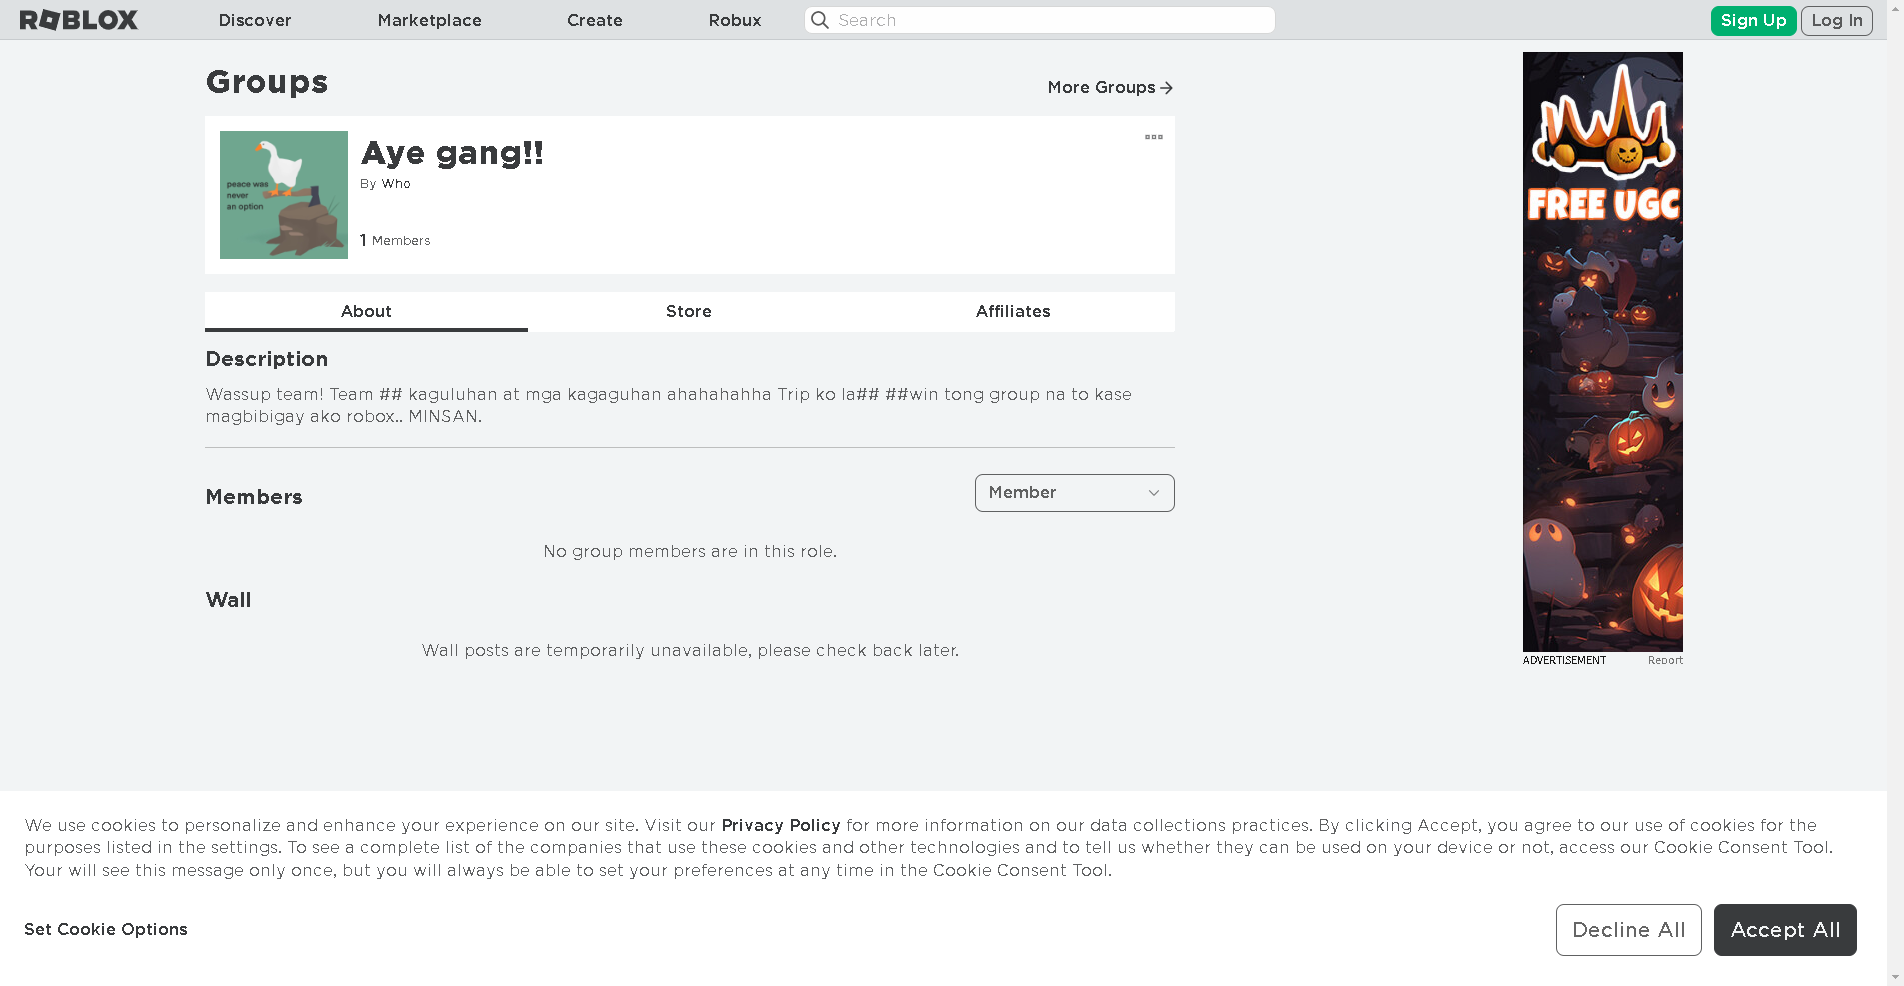 ROBLOX
Discover
Marketplace
Create
Robux
Search
Sign Up
Log In
Groups
More Groups
Aye gang!!
By Who
1 Members
peace was
never
an option
FREE UGC
ADVERTISEMENT
Report
About
Store
Affiliates
Description
Wassup team! Team ## kaguluhan at mga kagaguhan ahahahahha Trip ko la## ##win tong group na to kase
magbibigay ako robox.. MINSAN.
Members
Member
No group members are in this role.
Wall
Wall posts are temporarily unavailable, please check back later.
We use cookies to personalize and enhance your experience on our site. Visit our Privacy Policy for more information on our data collections practices. By clicking Accept, you agree to our use of cookies for the
purposes listed in the settings. To see a complete list of the companies that use these cookies and other technologies and to tell us whether they can be used on your device or not, access our Cookie Consent Tool.
Your will see this message only once, but you will always be able to set your preferences at any time in the Cookie Consent Tool.
Set Cookie Options
Decline All
Accept All